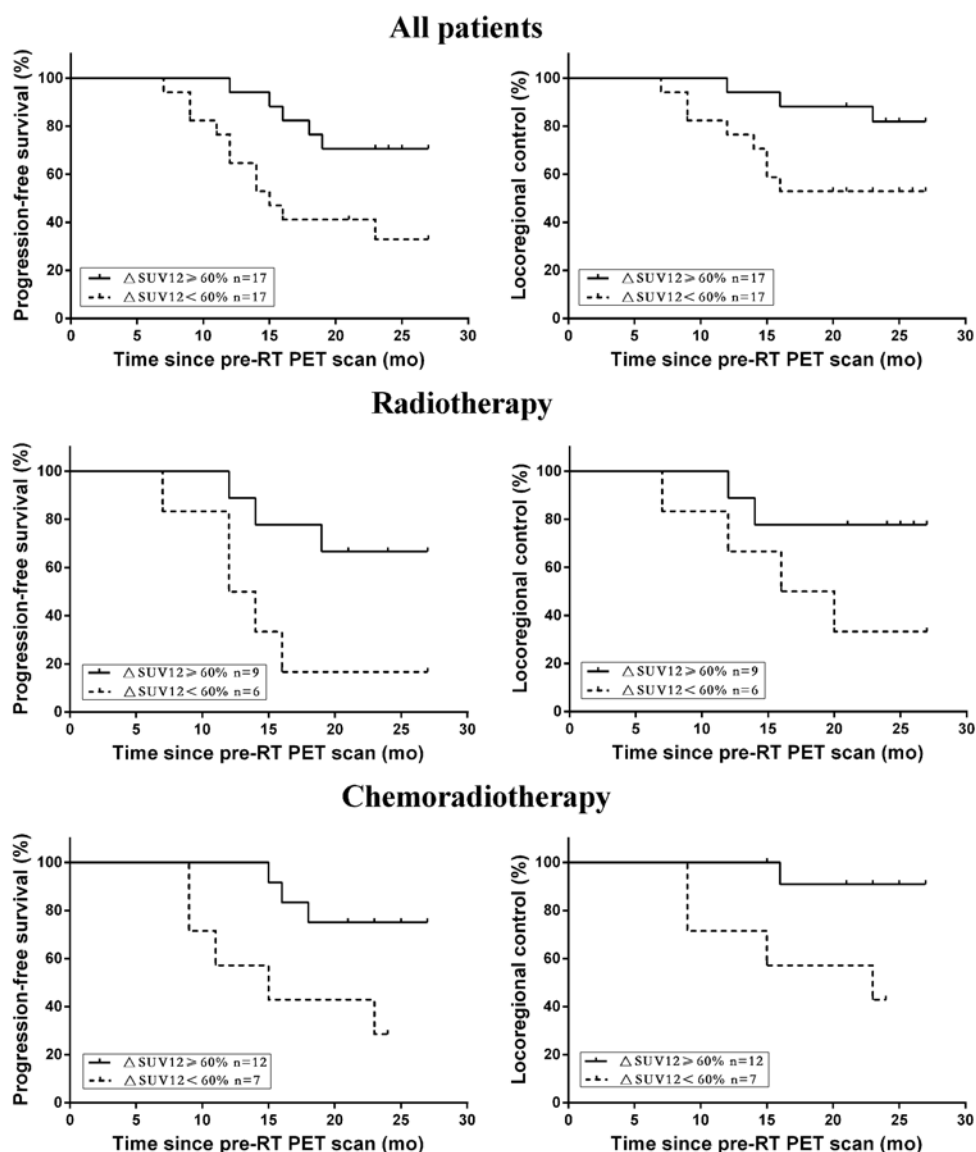 All patients
Progression-free survival (%)
100
80
60
40
20
0
△SUV12≥60% n=17
△SUV12<60% n=17
0 5 10 15 20 25 30
Time since pre-RT PET scan (mo)
Locoregional control (%)
100
80
60
40
20
0
△SUV12≥60% n=17
△SUV12<60% n=17
0 5 10 15 20 25 30
Time since pre-RT PET scan (mo)
Radiotherapy
Progression-free survival (%)
100
80
60
40
20
0
△SUV12≥60% n=9
△SUV12<60% n=6
0 5 10 15 20 25 30
Time since pre-RT PET scan (mo)
Locoregional control (%)
100
80
60
40
20
0
△SUV12≥60% n=9
△SUV12<60% n=6
0 5 10 15 20 25 30
Time since pre-RT PET scan (mo)
Chemoradiotherapy
Progression-free survival (%)
100
80
60
40
20
0
△SUV12≥60% n=12
△SUV12<60% n=7
0 5 10 15 20 25 30
Time since pre-RT PET scan (mo)
Locoregional control (%)
100
80
60
40
20
0
△SUV12≥60% n=12
△SUV12<60% n=7
0 5 10 15 20 25 30
Time since pre-RT PET scan (mo)